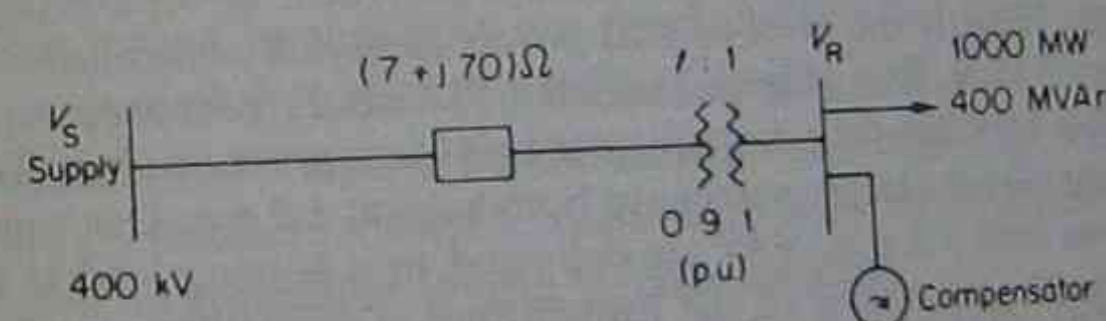 (7 + j 70)Ω
1 : 1
V_R
1000 MW
400 MVAr
V_S
Supply
0 9 1
(p u)
400 kV
Compensator